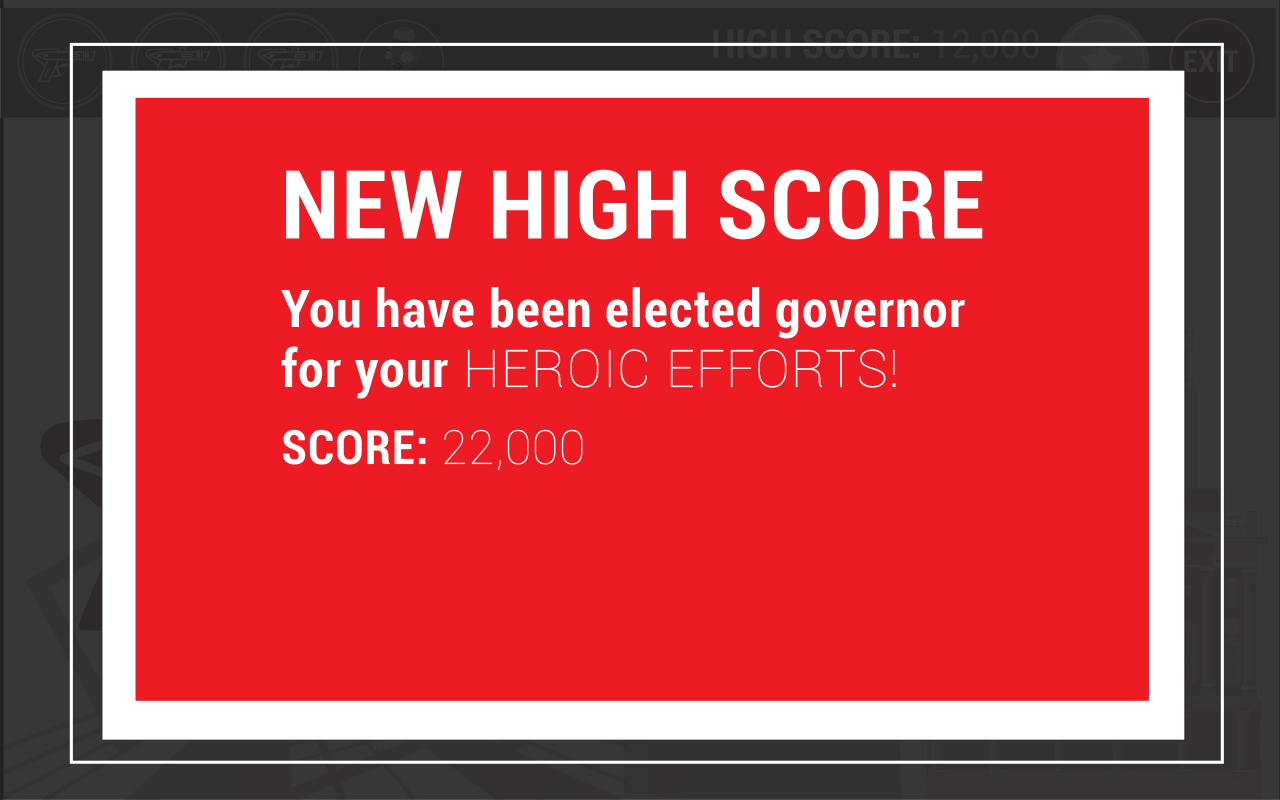 HIGH SCORE: 12,000
EXIT
NEW HIGH SCORE
You have been elected governor
for your HEROIC EFFORTS!
SCORE: 22,000